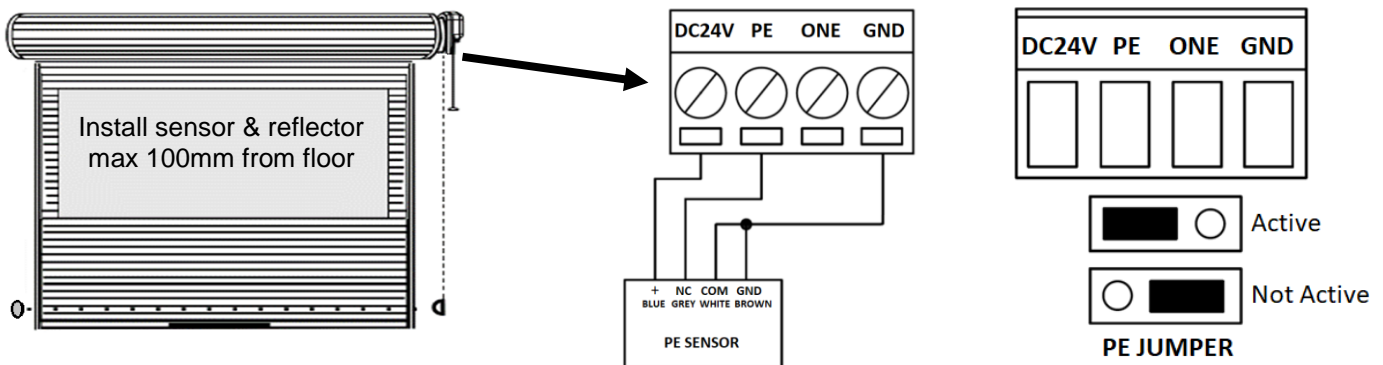 Install sensor & reflector
max 100mm from floor
DC24V PE ONE GND
+ NC COM GND
BLUE GREY WHITE BROWN
PE SENSOR
DC24V PE ONE GND
Active
Not Active
PE JUMPER